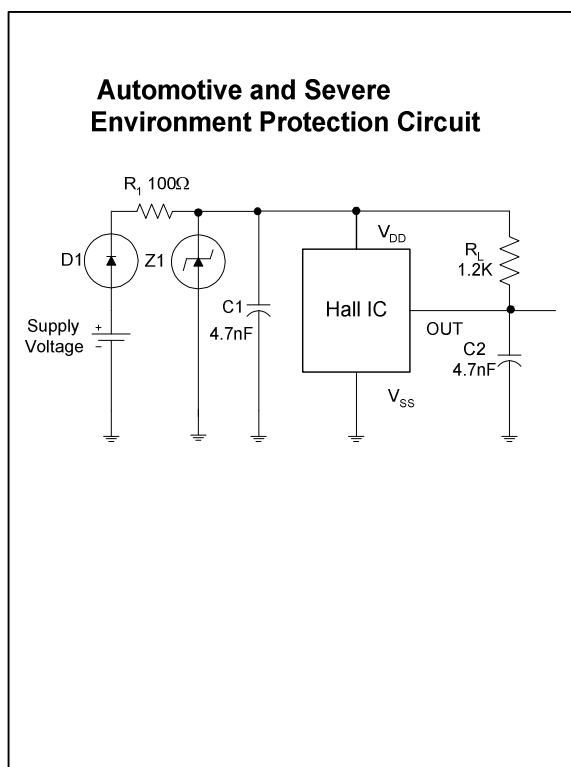 Automotive and Severe
Environment Protection Circuit
R1 100Ω
D1
Z1
C1
4.7nF
VDD
Hall IC
VSS
OUT
RL
1.2K
C2
4.7nF
Supply
Voltage
+
−